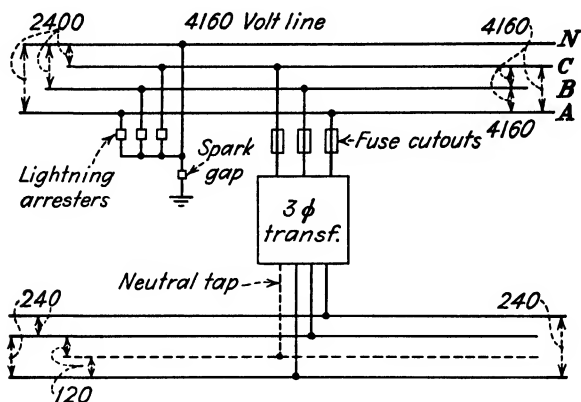 2400
4160 Volt line
4160
N
C
B
A
4160
Lightning arresters
Spark gap
Fuse cutouts
3 ϕ
transf.
Neutral tap
240
240
120